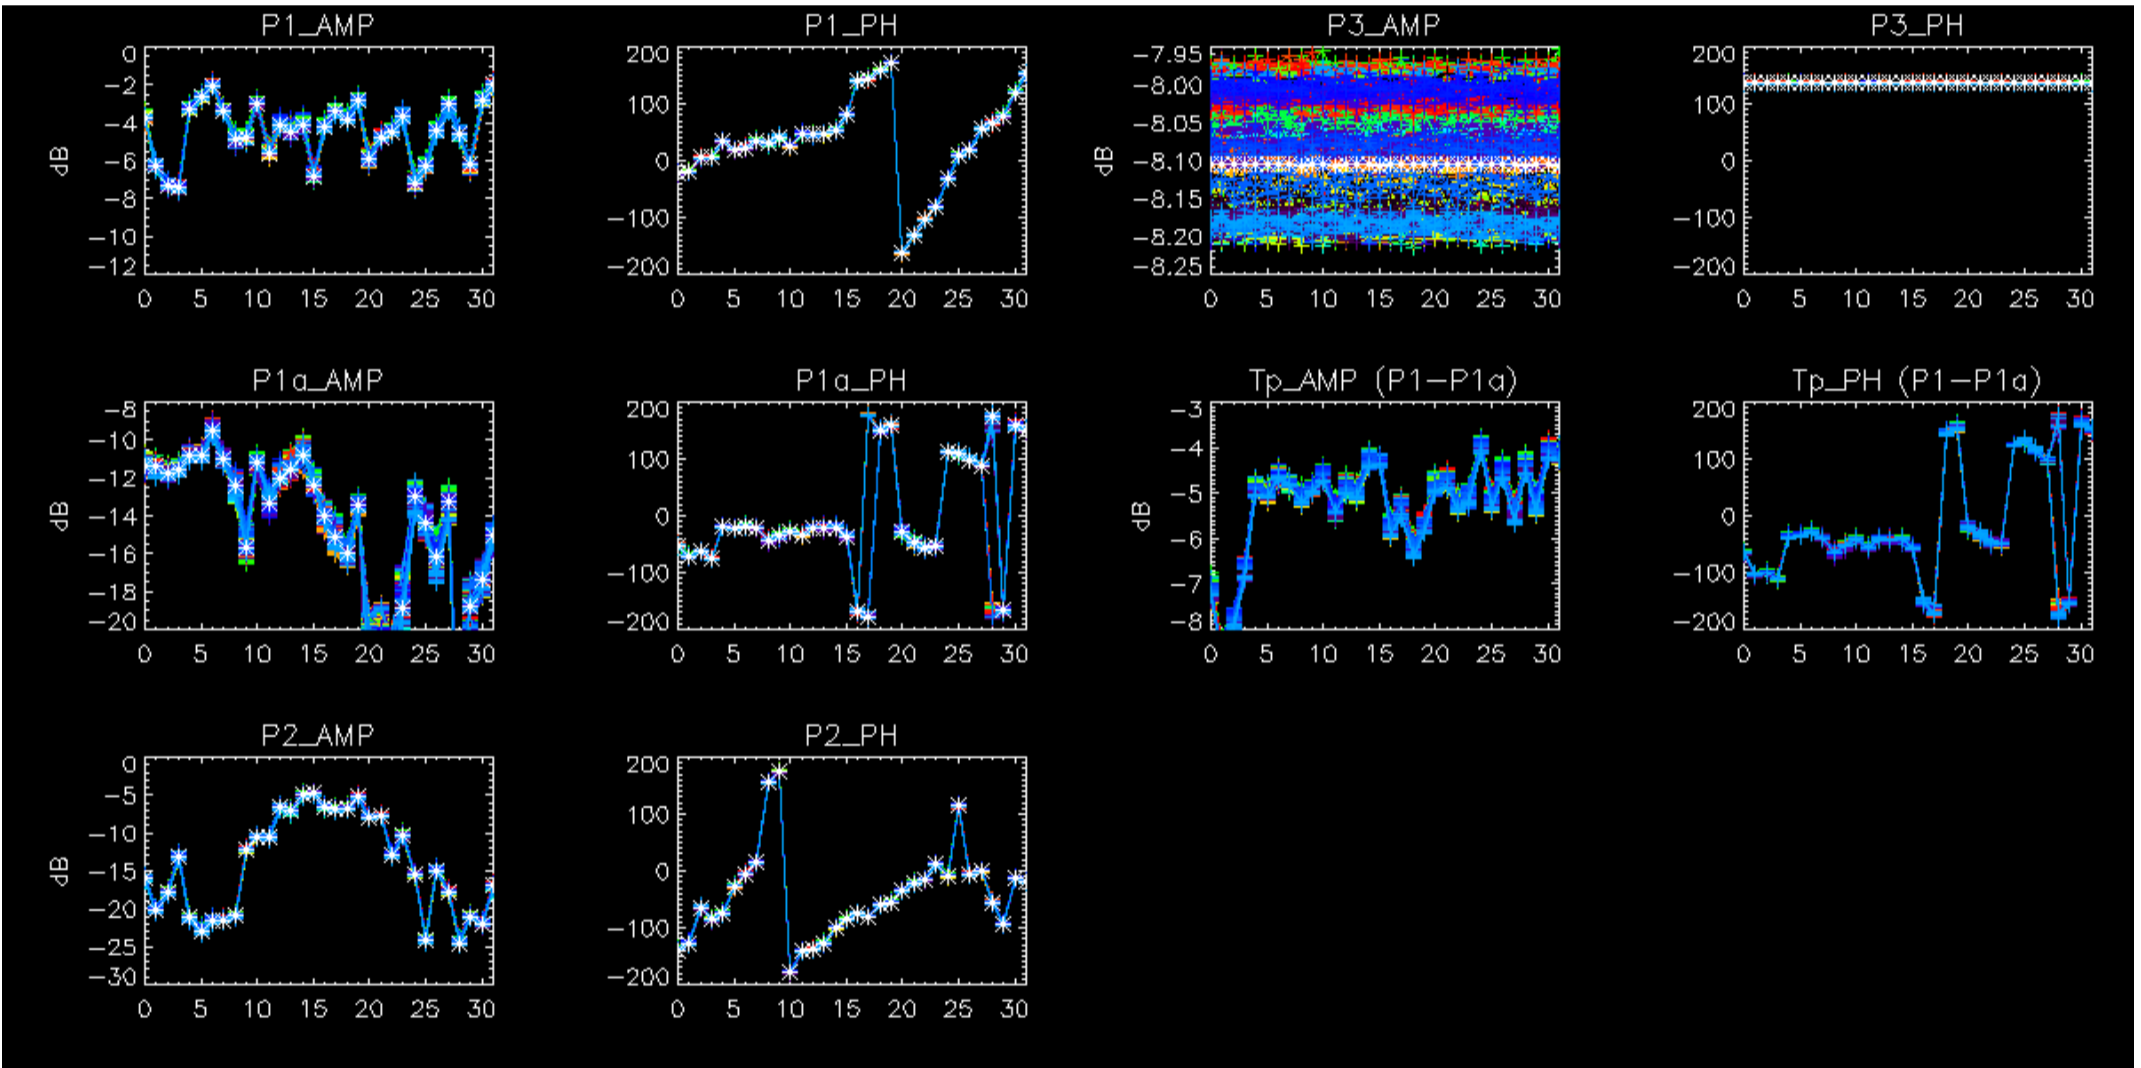 P1_AMP
P1_PH
P3_AMP
P3_PH
0
−2
−4
−6
−8
−10
−12
dB
0 5 10 15 20 25 30
200
100
0
−100
−200
0 5 10 15 20 25 30
−7.95
−8.00
−8.05
−8.10
−8.15
−8.20
−8.25
dB
0 5 10 15 20 25 30
200
100
0
−100
−200
0 5 10 15 20 25 30
P1a_AMP
P1a_PH
Tp_AMP (P1−P1a)
Tp_PH (P1−P1a)
−8
−10
−12
−14
−16
−18
−20
dB
0 5 10 15 20 25 30
200
100
0
−100
−200
0 5 10 15 20 25 30
−3
−4
−5
−6
−7
−8
dB
0 5 10 15 20 25 30
200
100
0
−100
−200
0 5 10 15 20 25 30
P2_AMP
P2_PH
0
−5
−10
−15
−20
−25
−30
dB
0 5 10 15 20 25 30
200
100
0
−100
−200
0 5 10 15 20 25 30